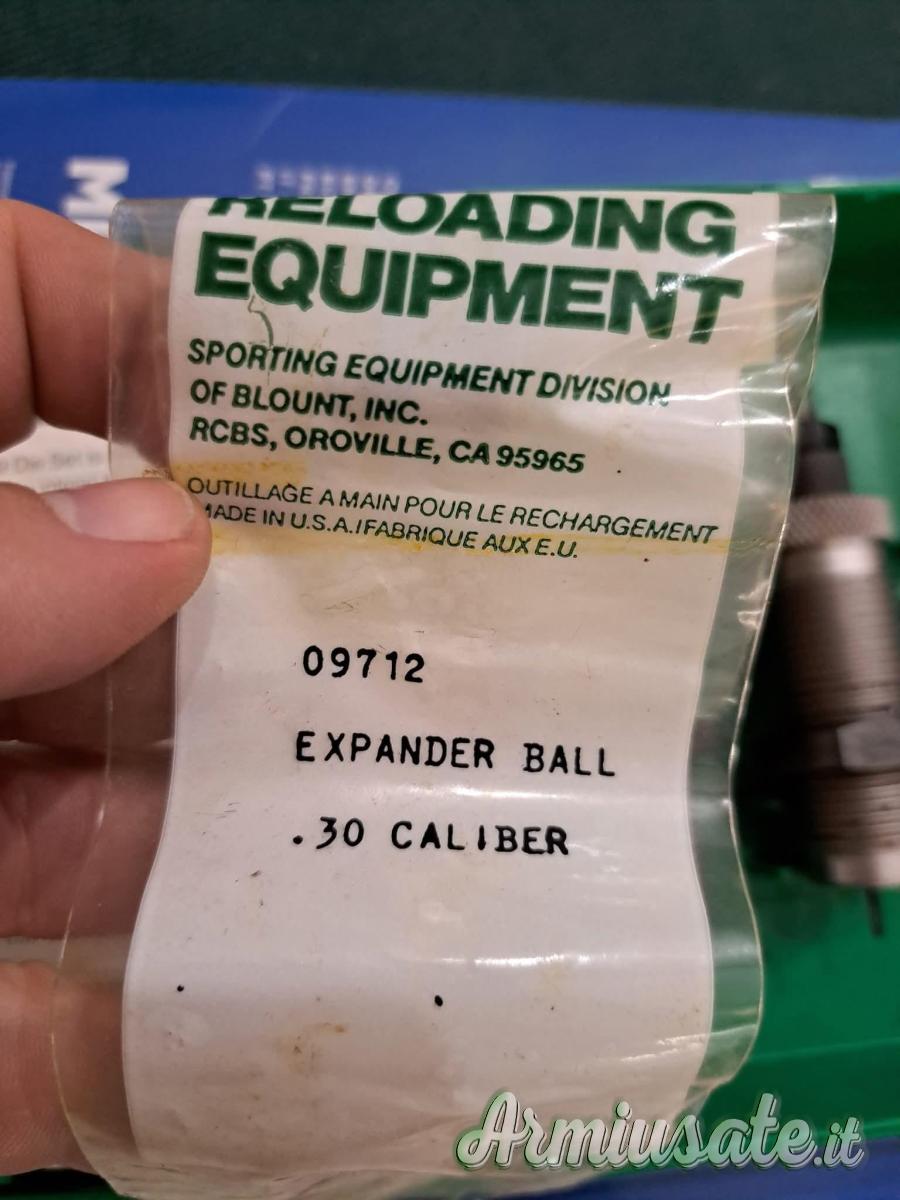 RELOADING
EQUIPMENT
SPORTING EQUIPMENT DIVISION
OF BLOUNT, INC.
RCBS, OROVILLE, CA 95965
OUTILLAGE A MAIN POUR LE RECHARGEMENT
MADE IN U.S.A./FABRIQUE AUX E.U.
09712
EXPANDER BALL
.30 CALIBER
Armiusate.it